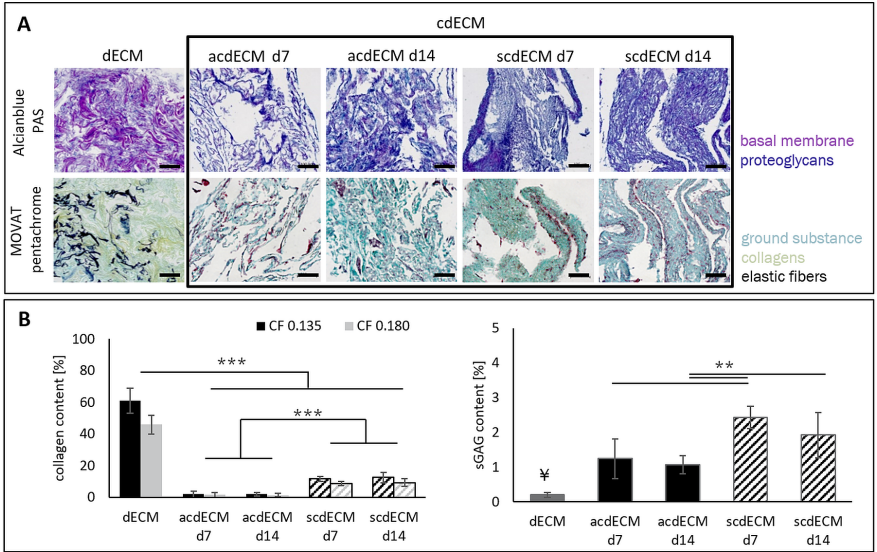 A
cdECM
dECM
acdECM d7
acdECM d14
scdECM d7
scdECM d14
Alcianblue
PAS
basal membrane
proteoglycans
MOVAT
pentachrome
ground substance
collagens
elastic fibers
B
CF 0.135
CF 0.180
collagen content [%]
100
80
60
40
20
0
***
***
dECM
acdECM
d7
acdECM
d14
scdECM
d7
scdECM
d14
sGAG content [%]
5
4
3
2
1
0
**
¥
dECM
acdECM
d7
acdECM
d14
scdECM
d7
scdECM
d14